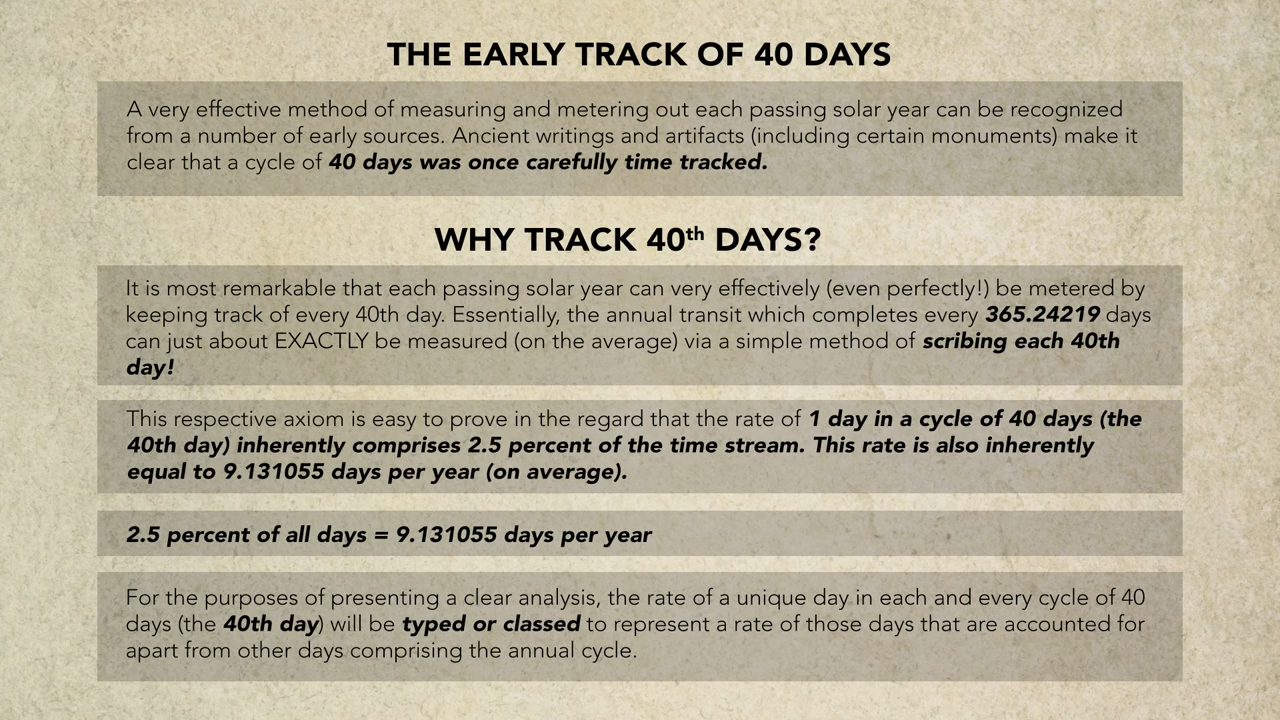 THE EARLY TRACK OF 40 DAYS
A very effective method of measuring and metering out each passing solar year can be recognized
from a number of early sources. Ancient writings and artifacts (including certain monuments) make it
clear that a cycle of 40 days was once carefully time tracked.
WHY TRACK 40th DAYS?
It is most remarkable that each passing solar year can very effectively (even perfectly!) be metered by
keeping track of every 40th day. Essentially, the annual transit which completes every 365.24219 days
can just about EXACTLY be measured (on the average) via a simple method of scribing each 40th
day!
This respective axiom is easy to prove in the regard that the rate of 1 day in a cycle of 40 days (the
40th day) inherently comprises 2.5 percent of the time stream. This rate is also inherently
equal to 9.131055 days per year (on average).
2.5 percent of all days = 9.131055 days per year
For the purposes of presenting a clear analysis, the rate of a unique day in each and every cycle of 40
days (the 40th day) will be typed or classed to represent a rate of those days that are accounted for
apart from other days comprising the annual cycle.